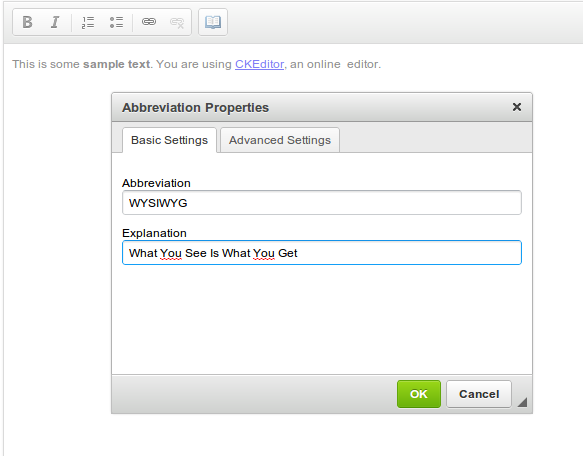 B I
This is some sample text. You are using CKEditor, an online editor.
Abbreviation Properties
Basic Settings Advanced Settings
Abbreviation
WYSIWYG
Explanation
What You See Is What You Get
OK Cancel